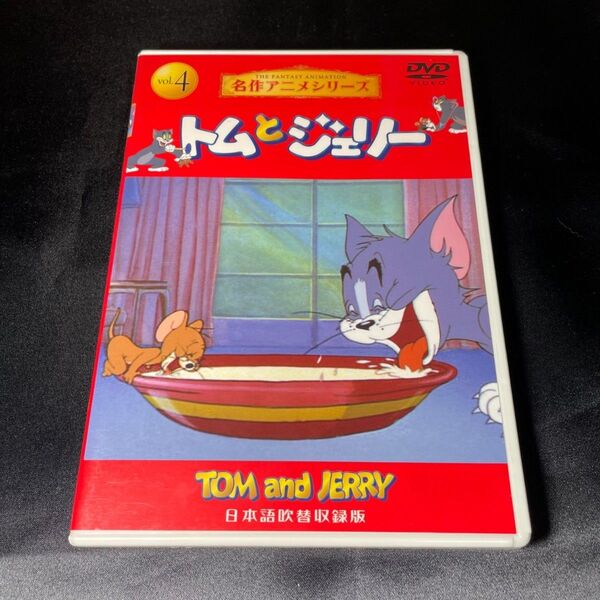 vol.4
THE FANTASY ANIMATION
名作アニメシリーズ
DVD
VIDEO
トムとジェリー
TOM and JERRY
日本語吹替収録版